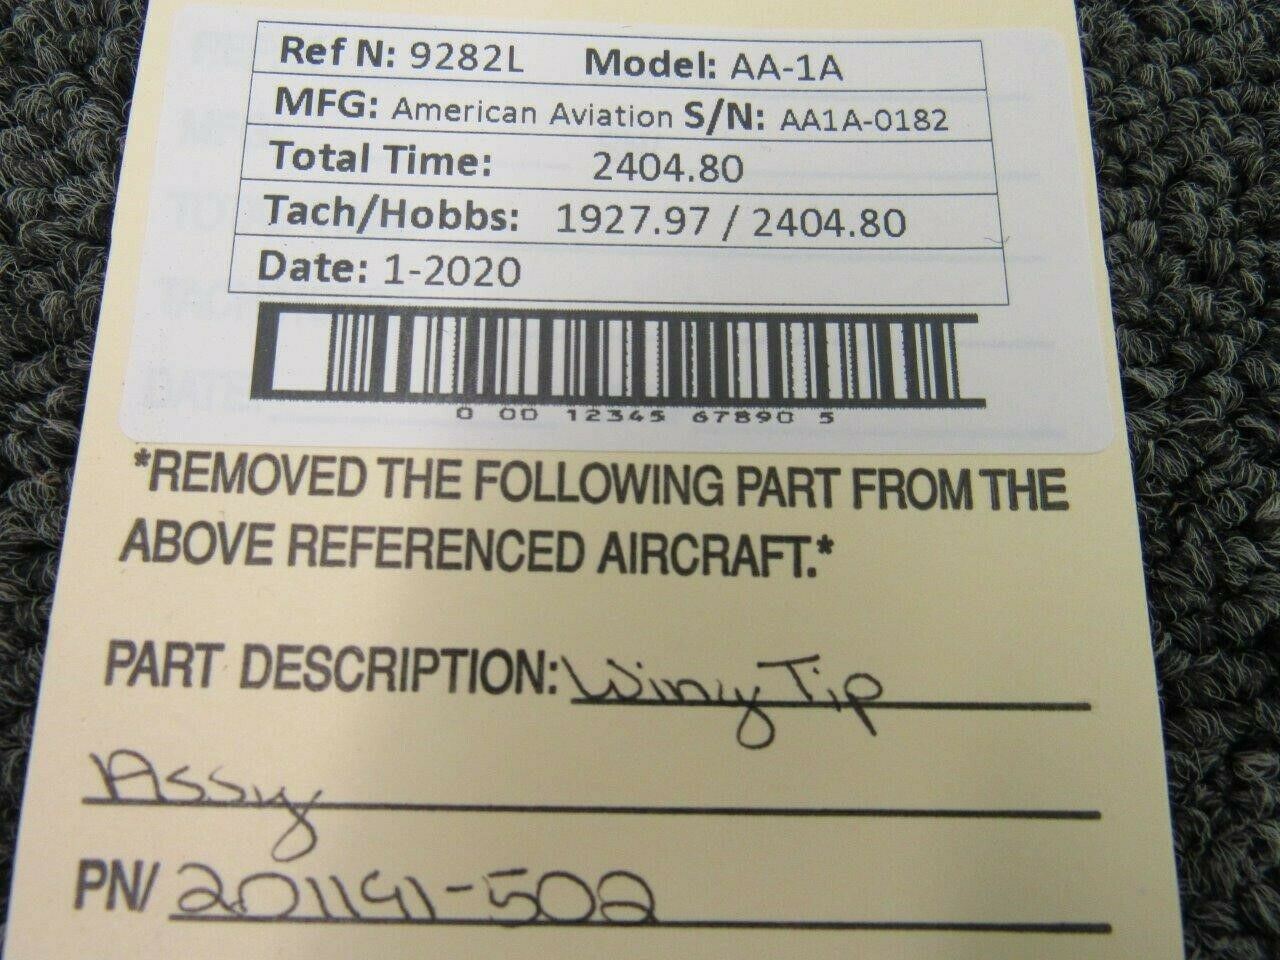 Ref N: 9282L Model: AA-1A
MFG: American Aviation S/N: AA1A-0182
Total Time: 2404.80
Tach/Hobbs: 1927.97 / 2404.80
Date: 1-2020
0 00 12345 67890 5
*REMOVED THE FOLLOWING PART FROM THE
ABOVE REFERENCED AIRCRAFT.*
PART DESCRIPTION: Wing Tip
Assy
PN/ 201191-502